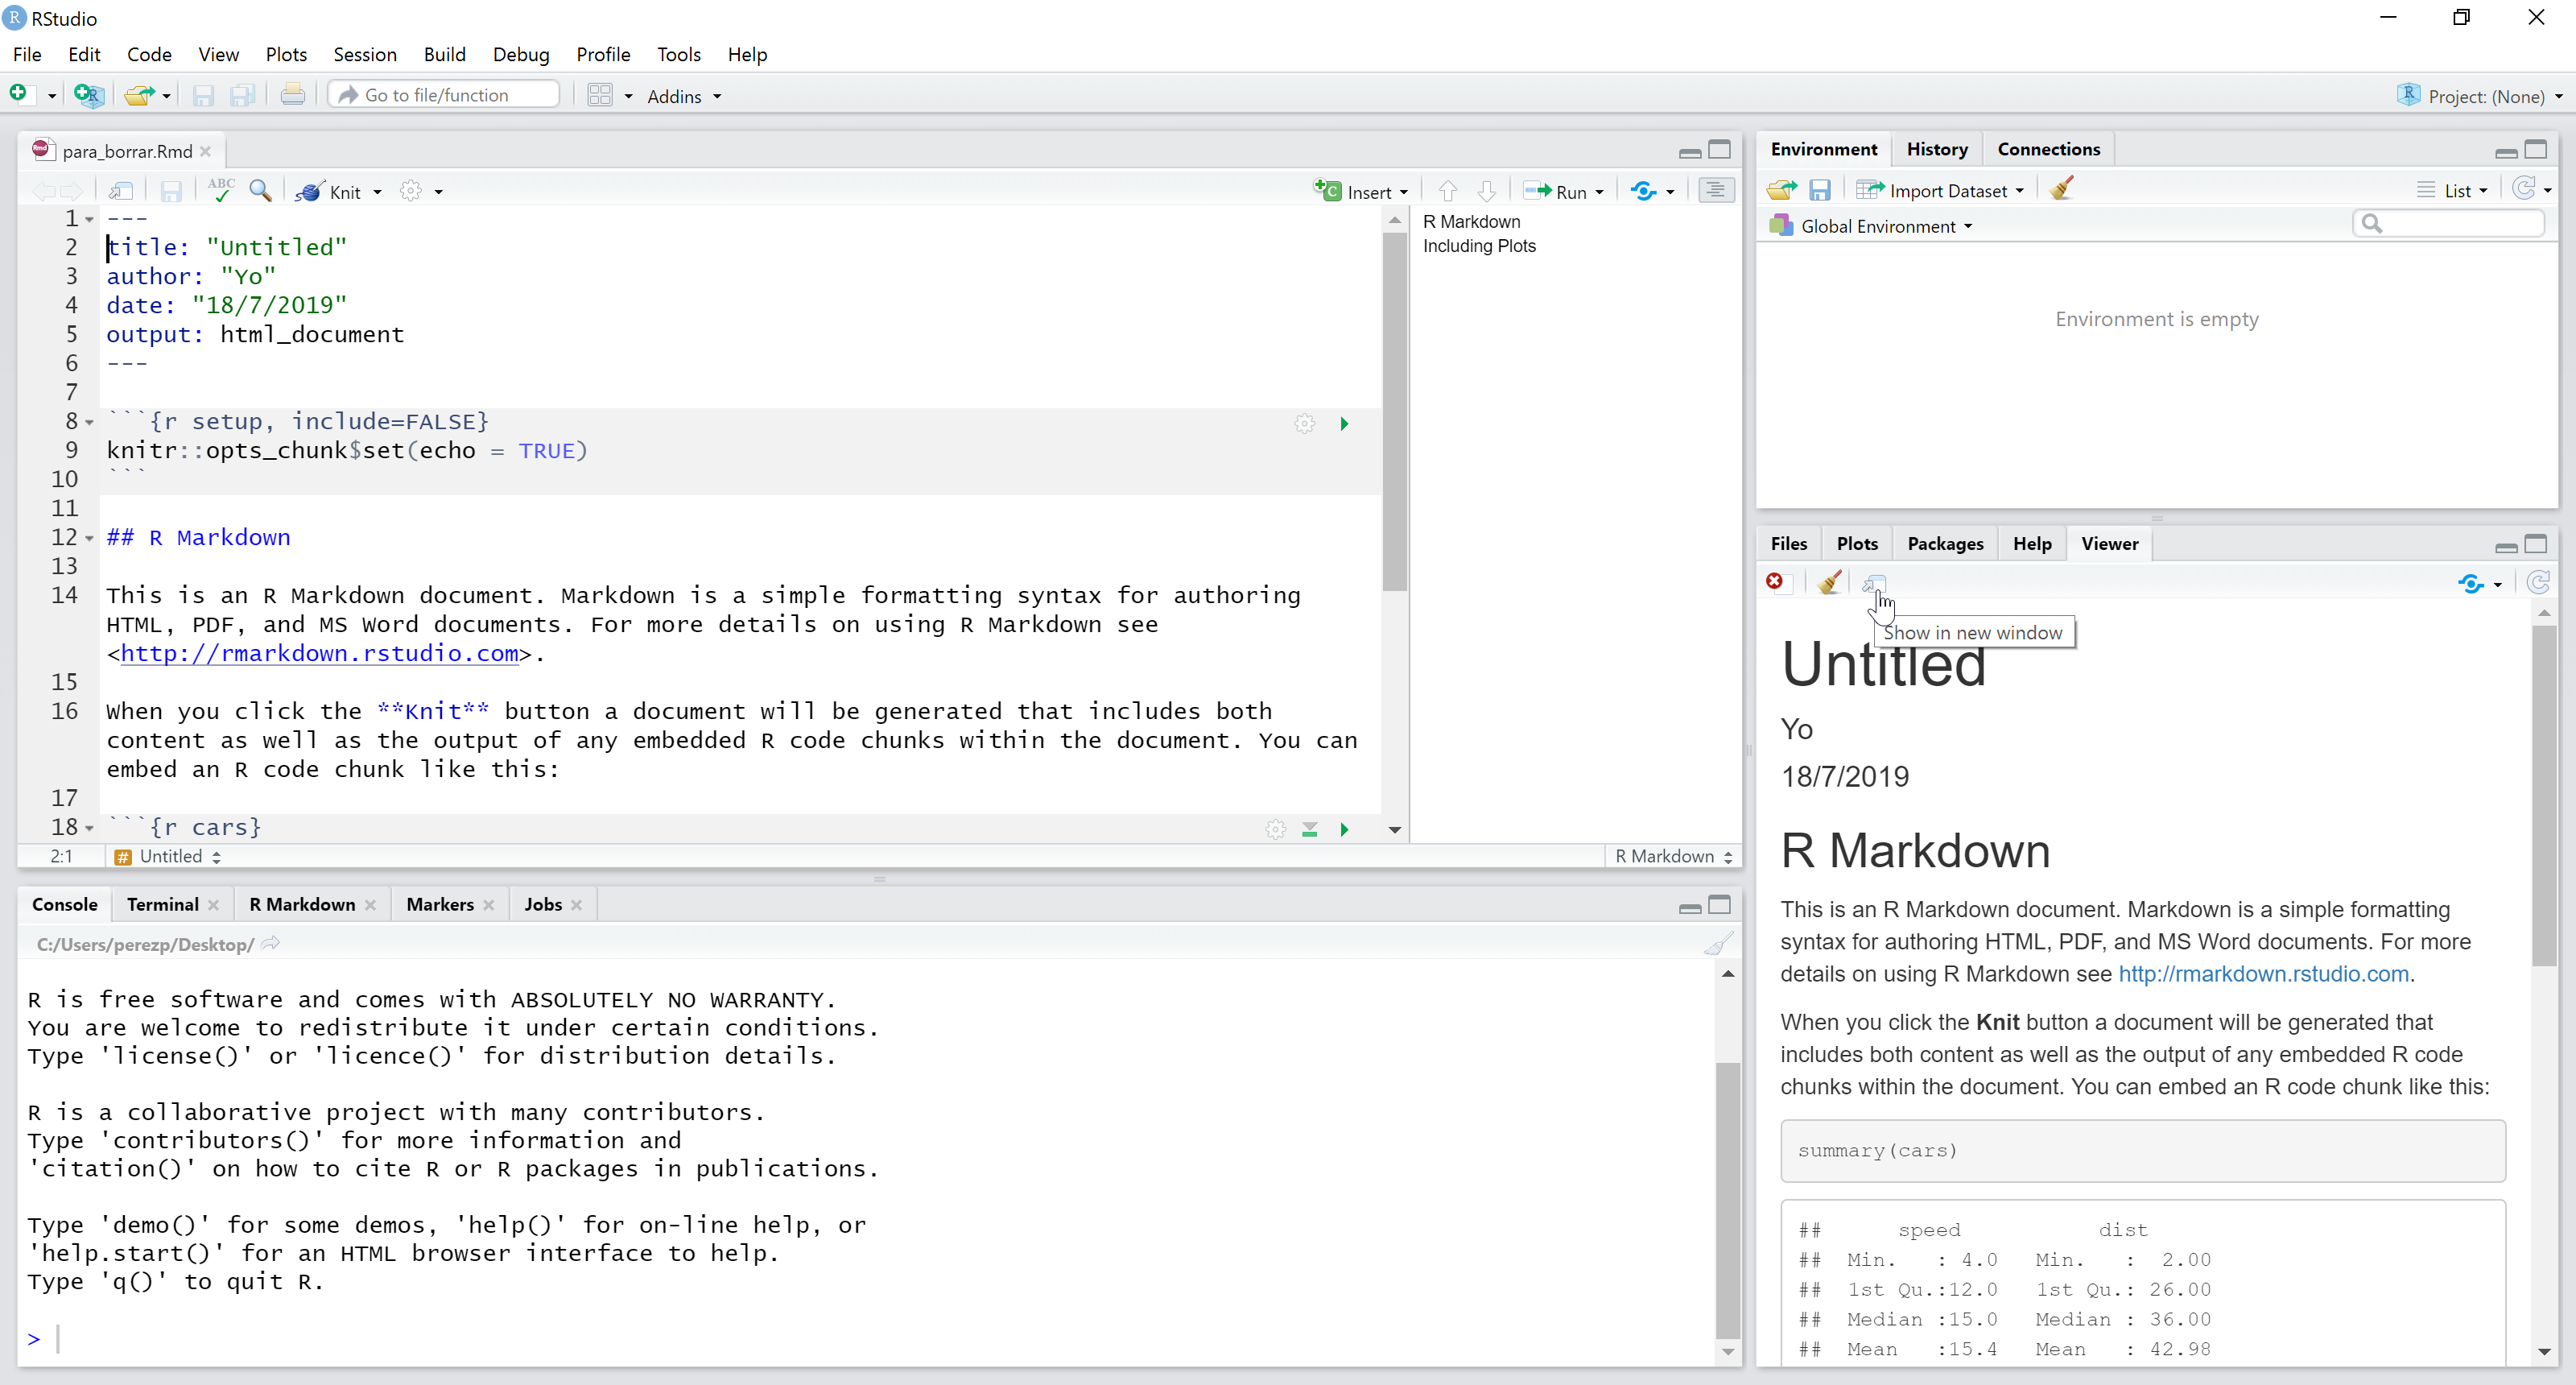 RStudio
File Edit Code View Plots Session Build Debug Profile Tools Help
Go to file/function Addins Project: (None)
para_borrar.Rmd
ABC Knit Insert Run
1 ---
2 title: "Untitled"
3 author: "Yo"
4 date: "18/7/2019"
5 output: html_document
6 ---
7
8 ```{r setup, include=FALSE}
9 knitr::opts_chunk$set(echo = TRUE)
10 ```
11
12 ## R Markdown
13
14 This is an R Markdown document. Markdown is a simple formatting syntax for authoring
HTML, PDF, and MS Word documents. For more details on using R Markdown see
<http://rmarkdown.rstudio.com>.
15
16 When you click the **Knit** button a document will be generated that includes both
content as well as the output of any embedded R code chunks within the document. You can
embed an R code chunk like this:
17
18 ```{r cars}
2:1 # Untitled R Markdown
R Markdown
Including Plots
Console Terminal R Markdown Markers Jobs
C:/Users/perezp/Desktop/
R is free software and comes with ABSOLUTELY NO WARRANTY.
You are welcome to redistribute it under certain conditions.
Type 'license()' or 'licence()' for distribution details.
R is a collaborative project with many contributors.
Type 'contributors()' for more information and
'citation()' on how to cite R or R packages in publications.
Type 'demo()' for some demos, 'help()' for on-line help, or
'help.start()' for an HTML browser interface to help.
Type 'q()' to quit R.
>
Environment History Connections
Import Dataset List
Global Environment
Environment is empty
Files Plots Packages Help Viewer
Show in new window
Untitled
Yo
18/7/2019
R Markdown
This is an R Markdown document. Markdown is a simple formatting
syntax for authoring HTML, PDF, and MS Word documents. For more
details on using R Markdown see http://rmarkdown.rstudio.com.
When you click the Knit button a document will be generated that
includes both content as well as the output of any embedded R code
chunks within the document. You can embed an R code chunk like this:
summary(cars)
## speed dist
## Min. : 4.0 Min. : 2.00
## 1st Qu.:12.0 1st Qu.: 26.00
## Median :15.0 Median : 36.00
## Mean :15.4 Mean : 42.98